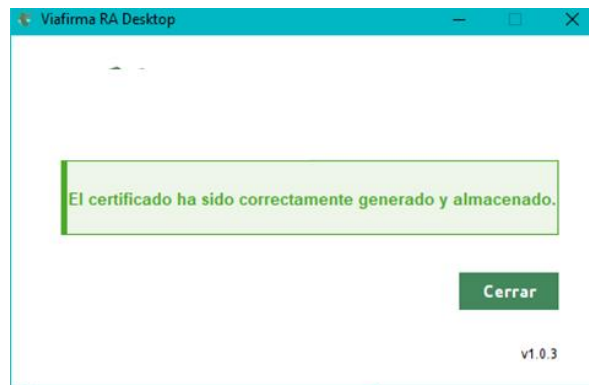 Viafirma RA Desktop
El certificado ha sido correctamente generado y almacenado.
Cerrar
v1.0.3